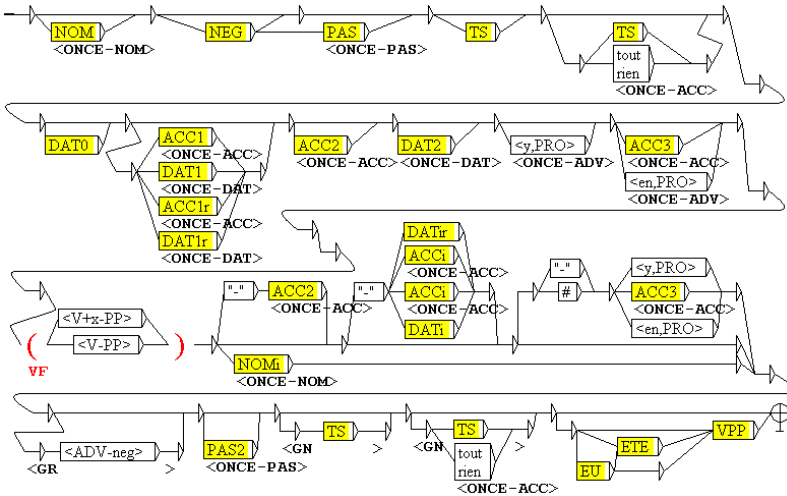 NOM NEG PAS TS TS
<ONCE-NOM> <ONCE-PAS> tout
rien
<ONCE-ACC>
DAT0 ACC1 ACC2 DAT2 <y,PRO> ACC3
<ONCE-ACC> <ONCE-ACC> <ONCE-DAT> <ONCE-ADV> <ONCE-ACC>
DAT1 <en,PRO>
<ONCE-DAT> <ONCE-ADV>
ACC1r
<ONCE-ACC>
DAT1r
<ONCE-DAT>
DATir
ACCi
<ONCE-ACC>
"-" ACC2 "-" ACCi "-" <y,PRO>
<ONCE-ACC> <ONCE-ACC> # ACC3
<V+x-PP> DATi <ONCE-ACC>
( <V-PP> ) <en,PRO>
VF NOMi
<ONCE-NOM>
<ADV-neg> PAS2 TS TS ETE VPP
<GR > <ONCE-PAS> <GN > <GN > EU
tout
rien
<ONCE-ACC>